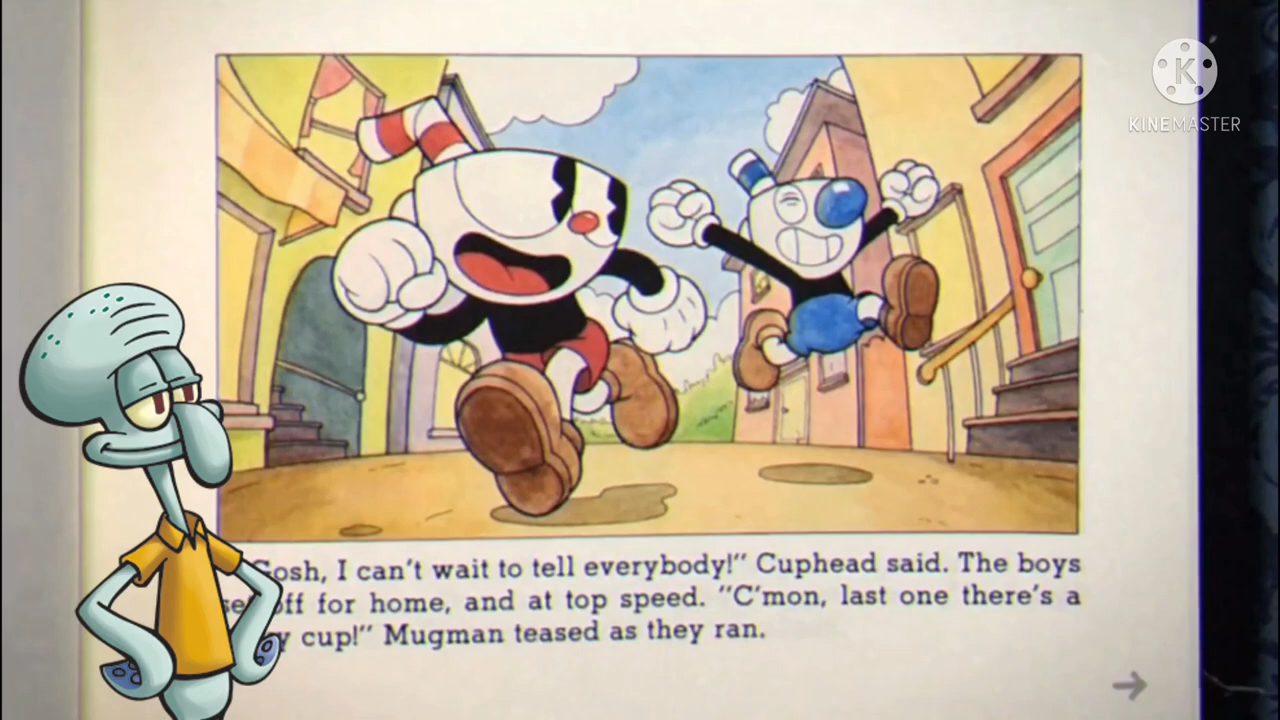 KINEMASTER
Gosh, I can't wait to tell everybody!" Cuphead said. The boys
off for home, and at top speed. "C'mon, last one there's a
cup!" Mugman teased as they ran.